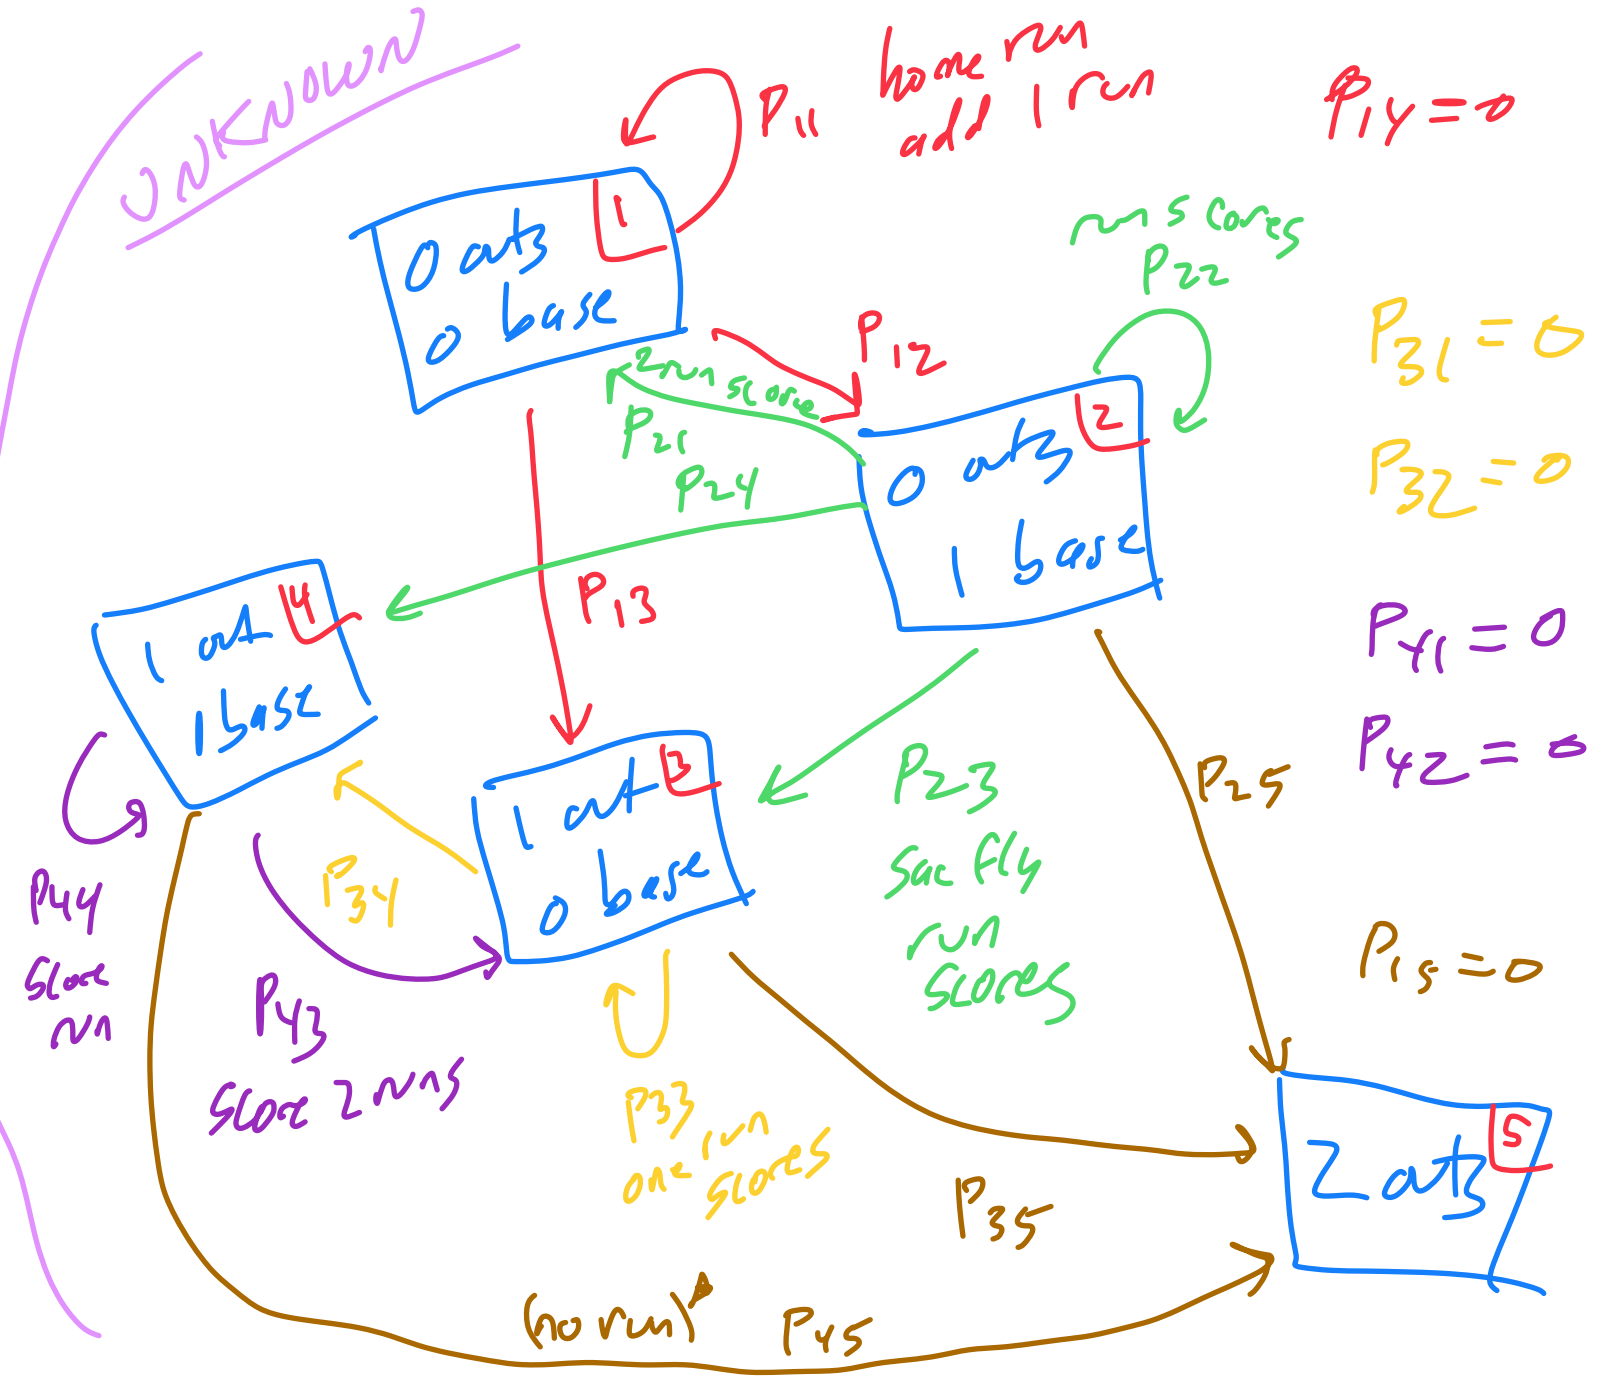 UNKNOWN
home run
add 1 run
P11
P14=0
0 outs
0 base
1
run scores
P22
P12
2 run score
P21
P24
0 outs
1 base
2
P31 = 0
P32 = 0
P13
1 out
1 base
4
P41 = 0
P42 = 0
1 out
0 base
3
P23
sac fly
run
scores
P25
P34
P44
score
run
P43
score 2 runs
P33
one run
scores
P15=0
P35
2 outs
5
(no run)
P45